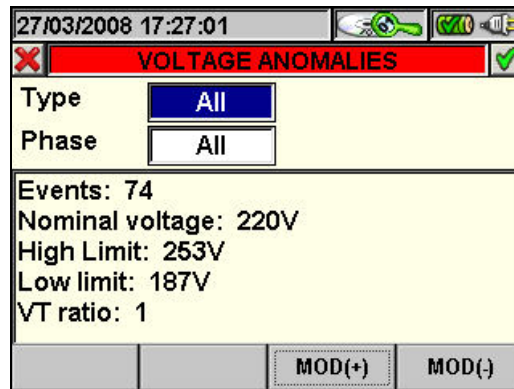 27/03/2008 17:27:01
VOLTAGE ANOMALIES
Type All
Phase All
Events: 74
Nominal voltage: 220V
High Limit: 253V
Low limit: 187V
VT ratio: 1
MOD(+) MOD(-)